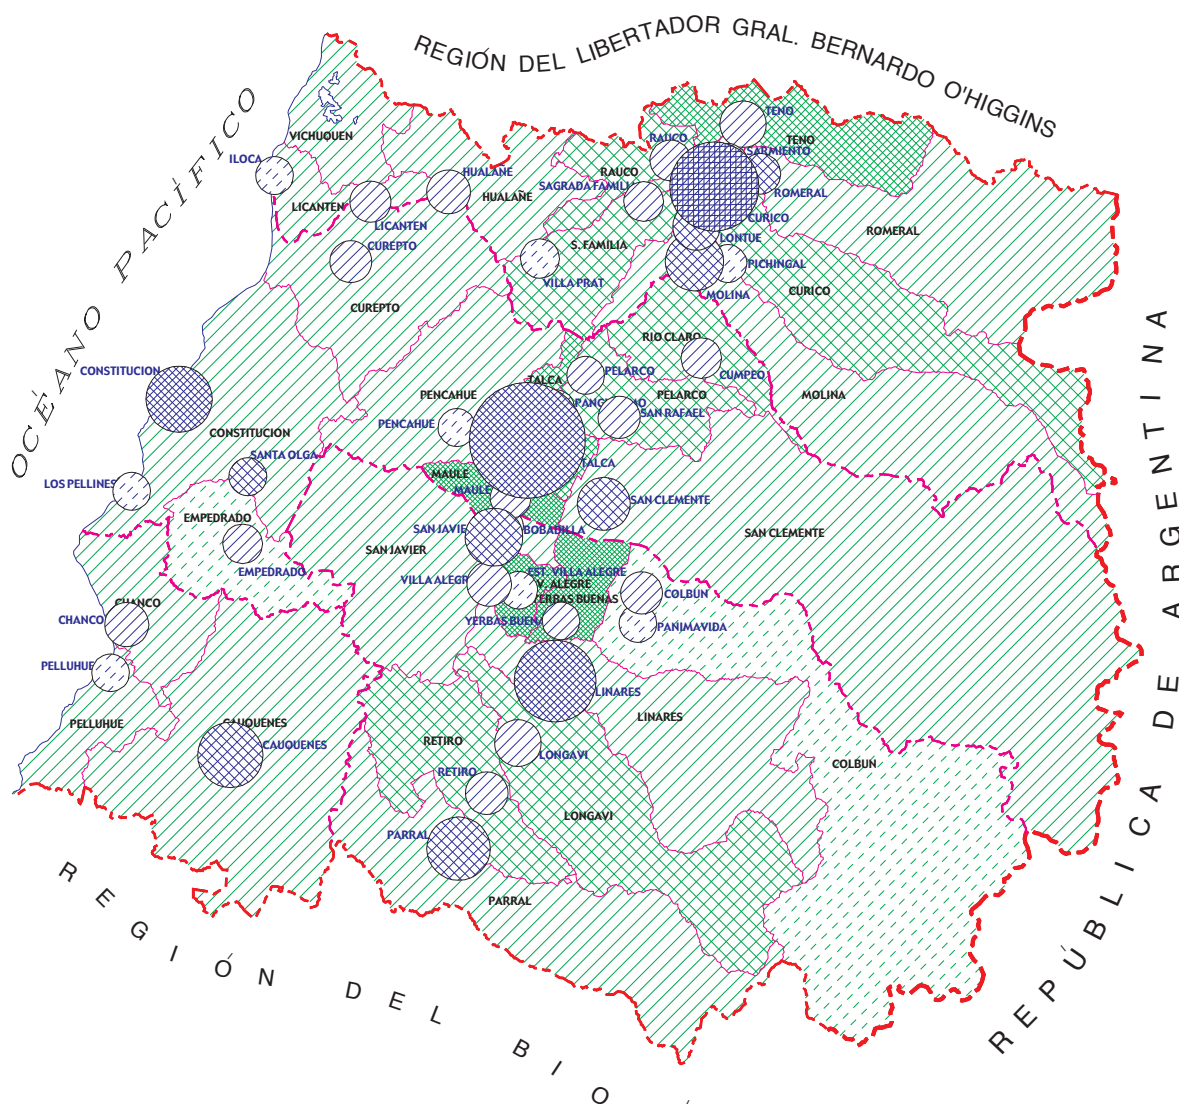 REGIÓN DEL LIBERTADOR GRAL. BERNARDO O'HIGGINS
OCÉANO PACÍFICO
REPÚBLICA DE ARGENTINA
VICHUQUEN
ILOCA
LICANTEN
LICANTEN
HUALANE
HUALAÑE
CUREPTO
CUREPTO
TENO
TENO
RAUCO
RAUCO
SARMIENTO
SAGRADA FAMILI
ROMERAL
ROMERAL
CURICO
LONTUE
S. FAMILIA
VILLA PRAT
PICHINGAL
MOLINA
CURICO
RIO CLARO
CUMPEO
CONSTITUCION
CONSTITUCION
PENCAHUE
PENCAHUE
TALCA
PELARCO
PELARCO
SAN RAFAEL
MOLINA
TALCA
SANTA OLGA
LOS PELLINES
MAULE
MAULE
SAN CLEMENTE
SAN CLEMENTE
EMPEDRADO
EMPEDRADO
SAN JAVIE
BOBADILLA
SAN JAVIER
VILLA ALEGR
EST. VILLA ALEGRE
V. ALEGRE
YERBAS BUENAS
YERBAS BUENA
COLBUN
PANIMAVIDA
CHANCO
CHANCO
PELLUHUE
PELLUHUE
CAUQUENES
CAUQUENES
LINARES
LINARES
RETIRO
LONGAVI
COLBUN
RETIRO
LONGAVI
PARRAL
PARRAL
REGIÓN DEL BIO